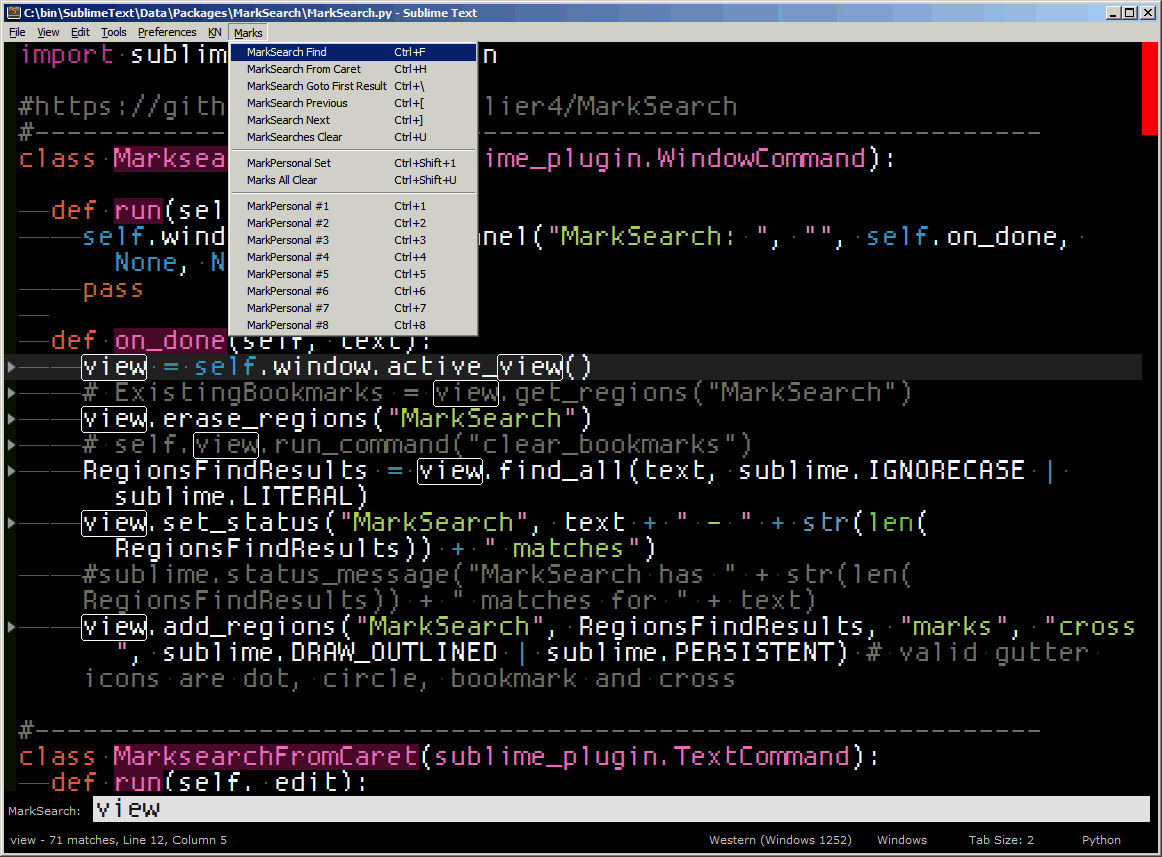 C:\bin\SublimeText\Data\Packages\MarkSearch\MarkSearch.py - Sublime Text
File View Edit Tools Preferences KN Marks
MarkSearch Find Ctrl+F
MarkSearch From Caret Ctrl+H
MarkSearch Goto First Result Ctrl+\
MarkSearch Previous Ctrl+[
MarkSearch Next Ctrl+]
MarkSearches Clear Ctrl+U
MarkPersonal Set Ctrl+Shift+1
Marks All Clear Ctrl+Shift+U
MarkPersonal #1 Ctrl+1
MarkPersonal #2 Ctrl+2
MarkPersonal #3 Ctrl+3
MarkPersonal #4 Ctrl+4
MarkPersonal #5 Ctrl+5
MarkPersonal #6 Ctrl+6
MarkPersonal #7 Ctrl+7
MarkPersonal #8 Ctrl+8
import sublim n
#https://gith lier4/MarkSearch
#---------------------------------------------------------------
class Marksea ime_plugin.WindowCommand):
def run(sel
self.wind nnel("MarkSearch: ", "", self.on_done,
None, N
pass
def on_done(self, text):
view = self.window.active_view()
# ExistingBookmarks = view.get_regions("MarkSearch")
view.erase_regions("MarkSearch")
# self.view.run_command("clear_bookmarks")
RegionsFindResults = view.find_all(text, sublime.IGNORECASE |
sublime.LITERAL)
view.set_status("MarkSearch", text + " - " + str(len(
RegionsFindResults)) + " matches")
#sublime.status_message("MarkSearch has " + str(len(
RegionsFindResults)) + " matches for " + text)
view.add_regions("MarkSearch", RegionsFindResults, "marks", "cross
", sublime.DRAW_OUTLINED | sublime.PERSISTENT) # valid gutter
icons are dot, circle, bookmark and cross
#---------------------------------------------------------------
class MarksearchFromCaret(sublime_plugin.TextCommand):
def run(self, edit):
MarkSearch: view
view - 71 matches, Line 12, Column 5 Western (Windows 1252) Windows Tab Size: 2 Python